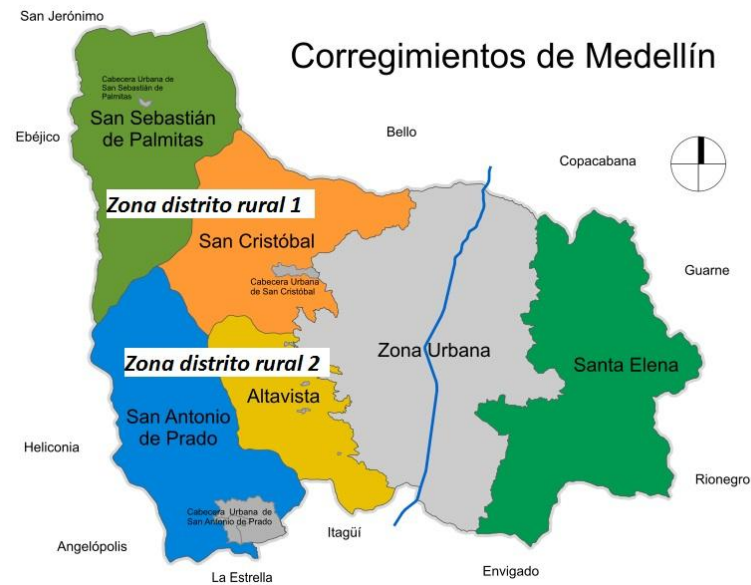 San Jerónimo
Corregimientos de Medellín
Cabecera Urbana de
San Sebastián de
Palmitas
San Sebastián
de Palmitas
Ebéjico
Bello
Copacabana
Zona distrito rural 1
San Cristóbal
Guarne
Cabecera Urbana
de San Cristóbal
Zona Urbana
Zona distrito rural 2
Santa Elena
Altavista
San Antonio
de Prado
Heliconia
Rionegro
Cabecera Urbana de
San Antonio de Prado
Itagüí
Angelópolis
La Estrella
Envigado